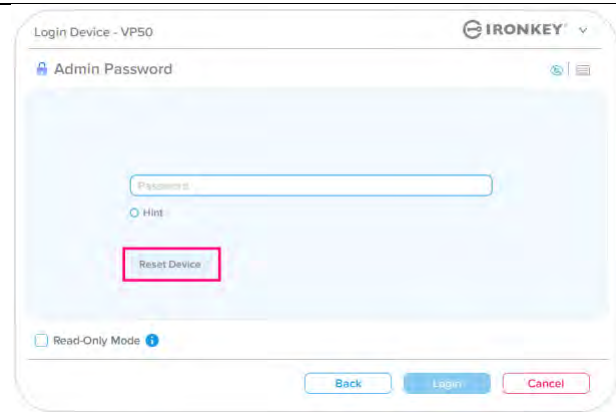 Login Device - VP50
IRONKEY
Admin Password
Password
Hint
Reset Device
Read-Only Mode
Back Login Cancel